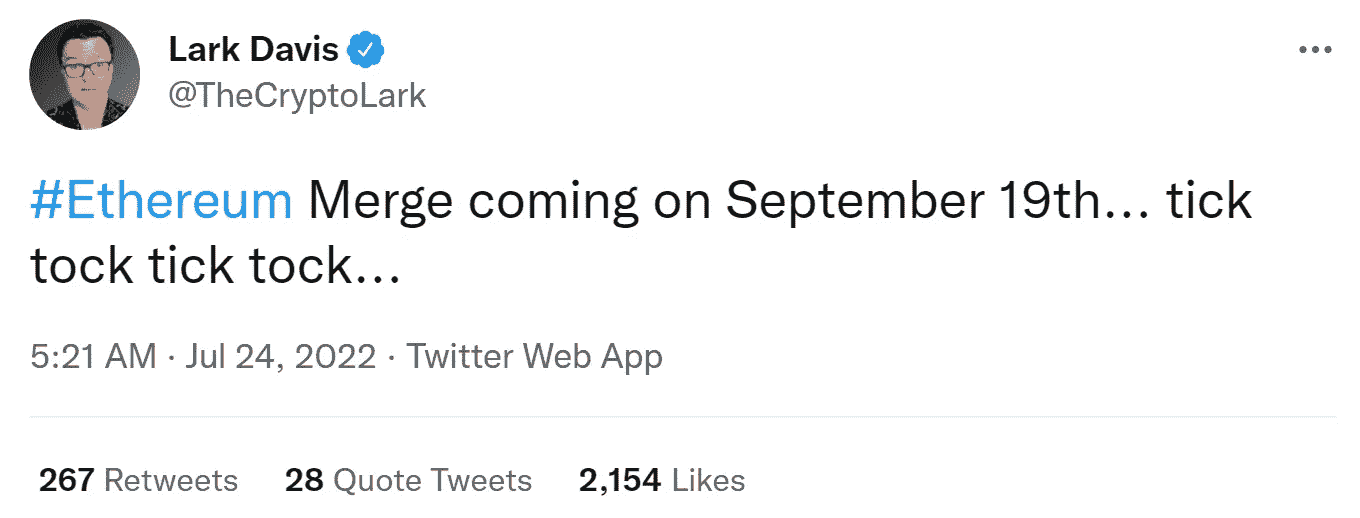 Lark Davis
@TheCryptoLark
#Ethereum Merge coming on September 19th... tick
tock tick tock...
5:21 AM · Jul 24, 2022 · Twitter Web App
267 Retweets 28 Quote Tweets 2,154 Likes